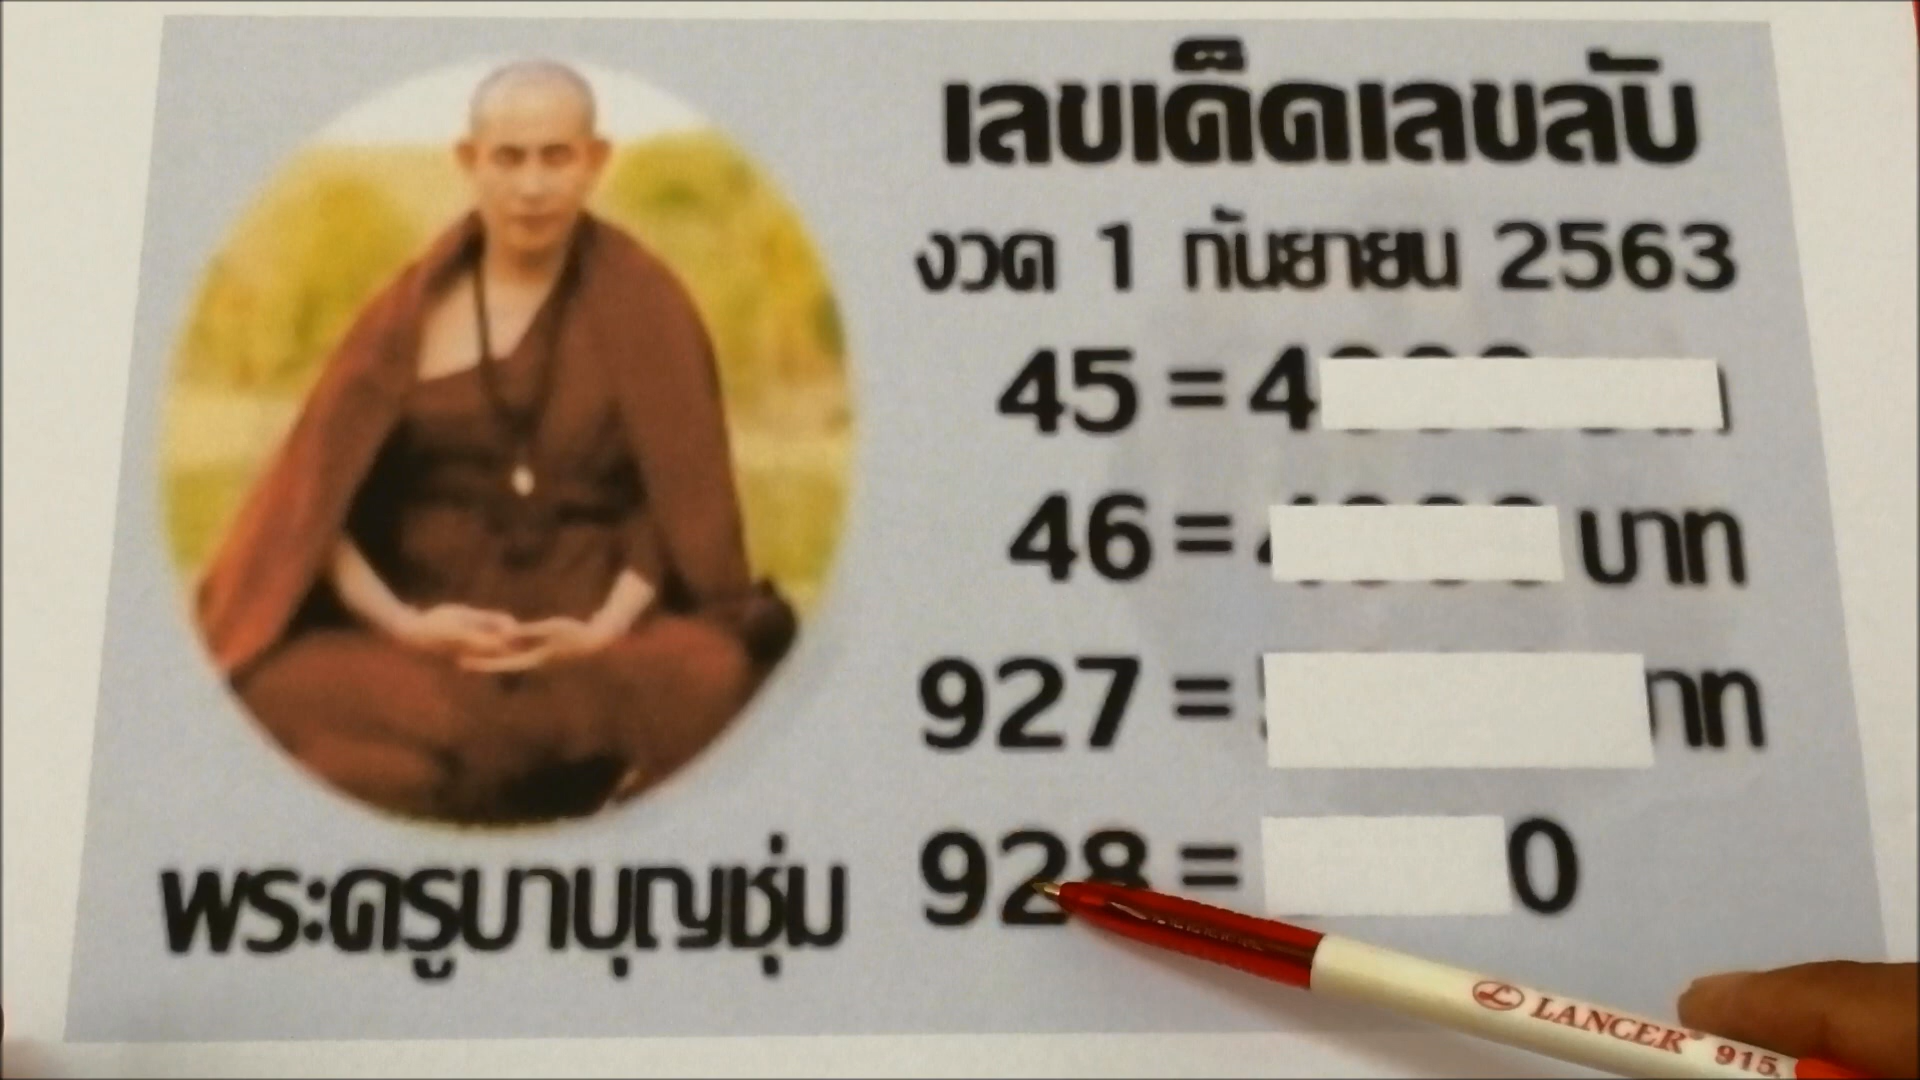 เลขเด็ดเลขลับ
งวด 1 กันยายน 2563
45 = 4
46 = บาท
927 =
928 = 0
พระครูบาบุญชุ่ม
LANCER® 915